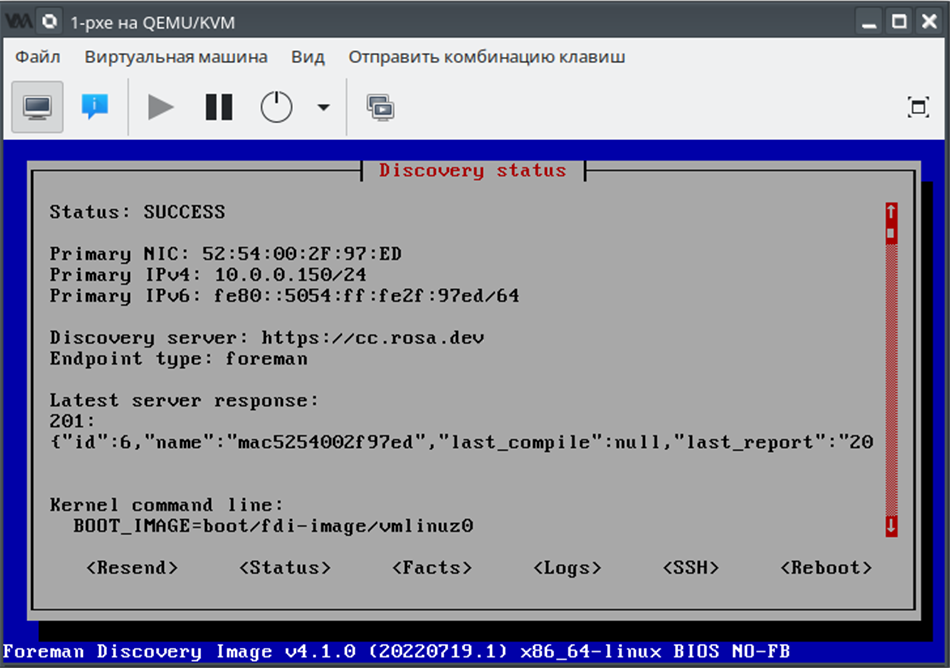 1-pxe на QEMU/KVM
Файл Виртуальная машина Вид Отправить комбинацию клавиш
Discovery status
Status: SUCCESS
Primary NIC: 52:54:00:2F:97:ED
Primary IPv4: 10.0.0.150/24
Primary IPv6: fe80::5054:ff:fe2f:97ed/64
Discovery server: https://cc.rosa.dev
Endpoint type: foreman
Latest server response:
201:
{"id":6,"name":"mac5254002f97ed","last_compile":null,"last_report":"20
Kernel command line:
BOOT_IMAGE=boot/fdi-image/vmlinuz0
<Resend> <Status> <Facts> <Logs> <SSH> <Reboot>
Foreman Discovery Image v4.1.0 (20220719.1) x86_64-linux BIOS NO-FB